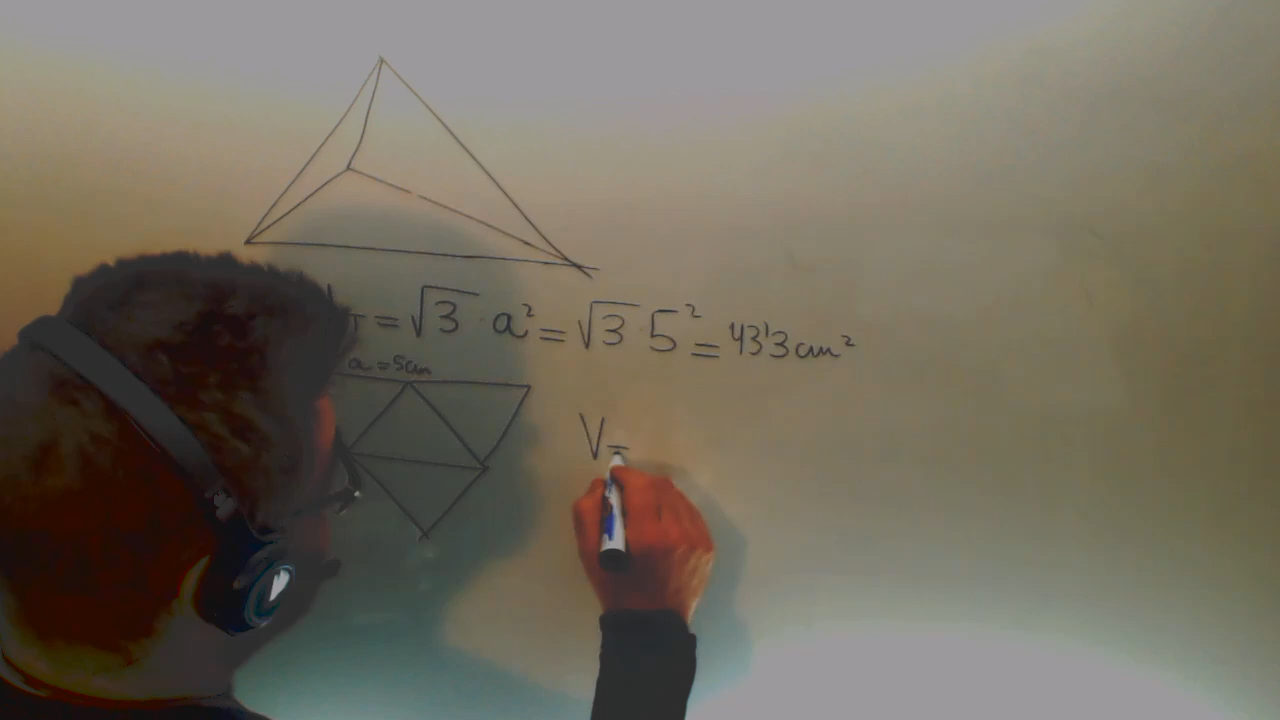 T = √3 · a² = √3 · 5² = 43'3 cm²
a = 5cm
V =